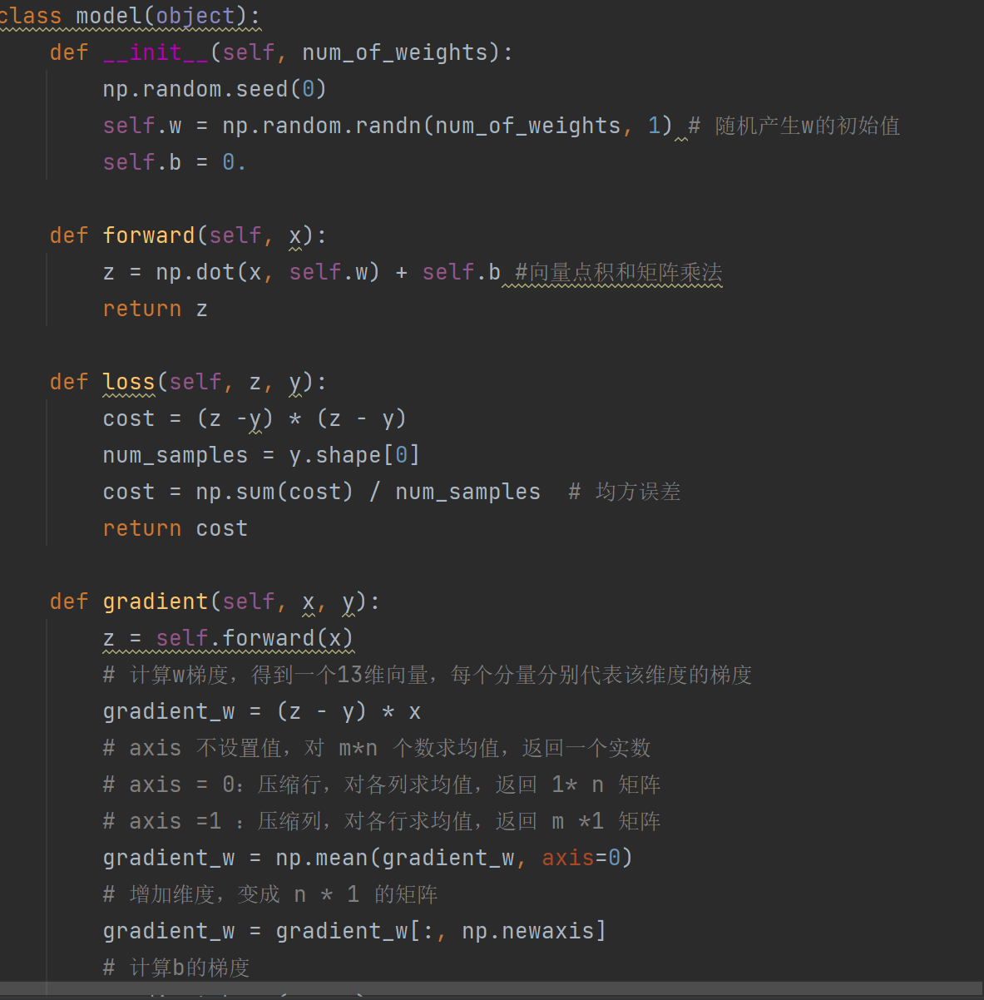 class model(object):
    def __init__(self, num_of_weights):
        np.random.seed(0)
        self.w = np.random.randn(num_of_weights, 1) # 随机产生w的初始值
        self.b = 0.
    def forward(self, x):
        z = np.dot(x, self.w) + self.b #向量点积和矩阵乘法
        return z
    def loss(self, z, y):
        cost = (z -y) * (z - y)
        num_samples = y.shape[0]
        cost = np.sum(cost) / num_samples  # 均方误差
        return cost
    def gradient(self, x, y):
        z = self.forward(x)
        # 计算w梯度，得到一个13维向量，每个分量分别代表该维度的梯度
        gradient_w = (z - y) * x
        # axis 不设置值，对 m*n 个数求均值，返回一个实数
        # axis = 0：压缩行，对各列求均值，返回 1* n 矩阵
        # axis =1 ：压缩列，对各行求均值，返回 m *1 矩阵
        gradient_w = np.mean(gradient_w, axis=0)
        # 增加维度，变成 n * 1 的矩阵
        gradient_w = gradient_w[:, np.newaxis]
        # 计算b的梯度